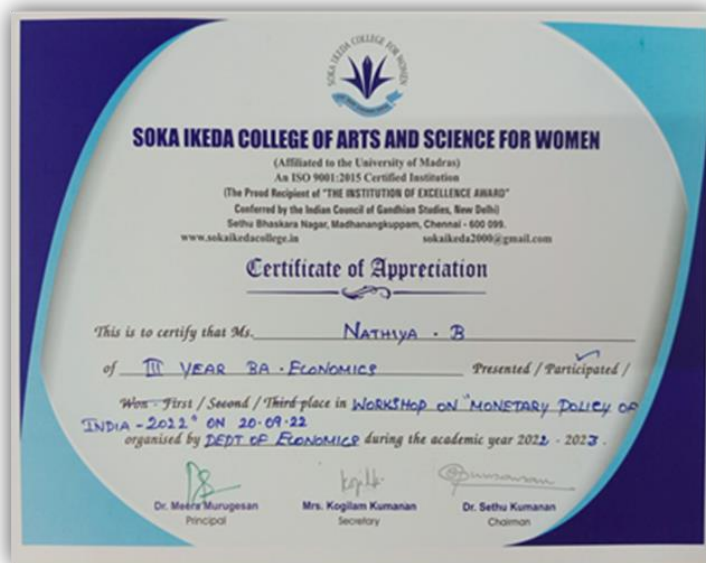 SOKA IKEDA COLLEGE FOR WOMEN
SOKA IKEDA COLLEGE OF ARTS AND SCIENCE FOR WOMEN
(Affiliated to the University of Madras)
An ISO 9001:2015 Certified Institution
(The Proud Recipient of "THE INSTITUTION OF EXCELLENCE AWARD"
Conferred by the Indian Council of Gandhian Studies, New Delhi)
Sethu Bhaskara Nagar, Madhanangkuppam, Chennai - 600 099.
www.sokaikedacollege.in sokaikeda2000@gmail.com
Certificate of Appreciation
This is to certify that Ms. NATHIYA . B
of III YEAR BA . ECONOMICS Presented / Participated /
Won - First / Second / Third place in WORKSHOP ON "MONETARY POLICY OF
INDIA - 2022" ON 20.09.22
organised by DEPT OF ECONOMICS during the academic year 2022 - 2023.
Dr. Meera Murugesan Mrs. Kogilam Kumanan Dr. Sethu Kumanan
Principal Secretary Chairman